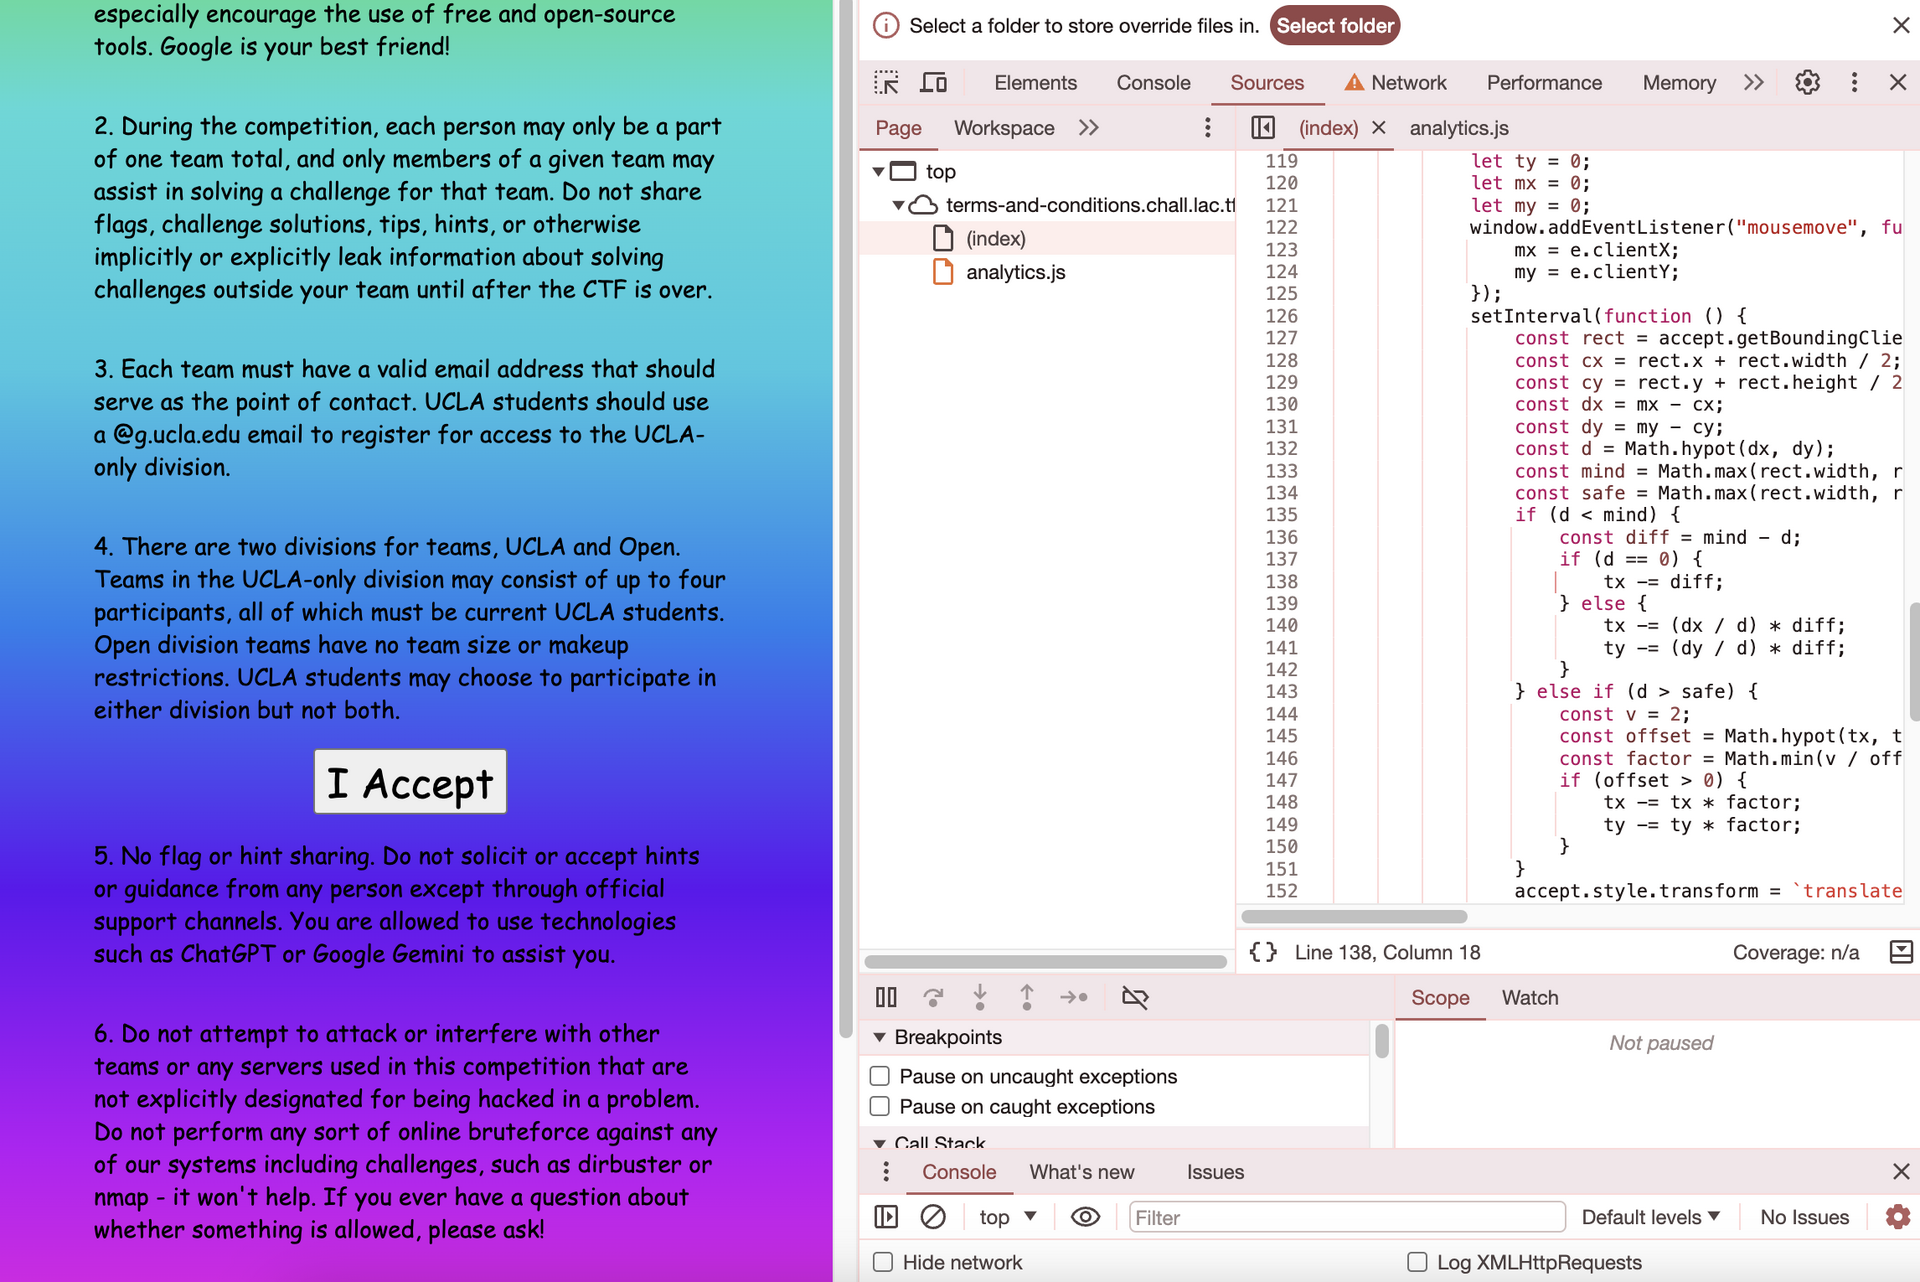 especially encourage the use of free and open-source
tools. Google is your best friend!
2. During the competition, each person may only be a part
of one team total, and only members of a given team may
assist in solving a challenge for that team. Do not share
flags, challenge solutions, tips, hints, or otherwise
implicitly or explicitly leak information about solving
challenges outside your team until after the CTF is over.
3. Each team must have a valid email address that should
serve as the point of contact. UCLA students should use
a @g.ucla.edu email to register for access to the UCLA-
only division.
4. There are two divisions for teams, UCLA and Open.
Teams in the UCLA-only division may consist of up to four
participants, all of which must be current UCLA students.
Open division teams have no team size or makeup
restrictions. UCLA students may choose to participate in
either division but not both.
I Accept
5. No flag or hint sharing. Do not solicit or accept hints
or guidance from any person except through official
support channels. You are allowed to use technologies
such as ChatGPT or Google Gemini to assist you.
6. Do not attempt to attack or interfere with other
teams or any servers used in this competition that are
not explicitly designated for being hacked in a problem.
Do not perform any sort of online bruteforce against any
of our systems including challenges, such as dirbuster or
nmap - it won't help. If you ever have a question about
whether something is allowed, please ask!
Select a folder to store override files in. Select folder
Elements Console Sources Network Performance Memory
Page Workspace
(index) analytics.js
top
terms-and-conditions.chall.lac.tf
(index)
analytics.js
119 let ty = 0;
120 let mx = 0;
121 let my = 0;
122 window.addEventListener("mousemove", fu
123 mx = e.clientX;
124 my = e.clientY;
125 });
126 setInterval(function () {
127 const rect = accept.getBoundingClie
128 const cx = rect.x + rect.width / 2;
129 const cy = rect.y + rect.height / 2
130 const dx = mx - cx;
131 const dy = my - cy;
132 const d = Math.hypot(dx, dy);
133 const mind = Math.max(rect.width, r
134 const safe = Math.max(rect.width, r
135 if (d < mind) {
136 const diff = mind - d;
137 if (d == 0) {
138 tx -= diff;
139 } else {
140 tx -= (dx / d) * diff;
141 ty -= (dy / d) * diff;
142 }
143 } else if (d > safe) {
144 const v = 2;
145 const offset = Math.hypot(tx, t
146 const factor = Math.min(v / off
147 if (offset > 0) {
148 tx -= tx * factor;
149 ty -= ty * factor;
150 }
151 }
152 accept.style.transform = `translate
{} Line 138, Column 18 Coverage: n/a
Scope Watch
Not paused
Breakpoints
Pause on uncaught exceptions
Pause on caught exceptions
Call Stack
Console What's new Issues
top Filter Default levels No Issues
Hide network Log XMLHttpRequests